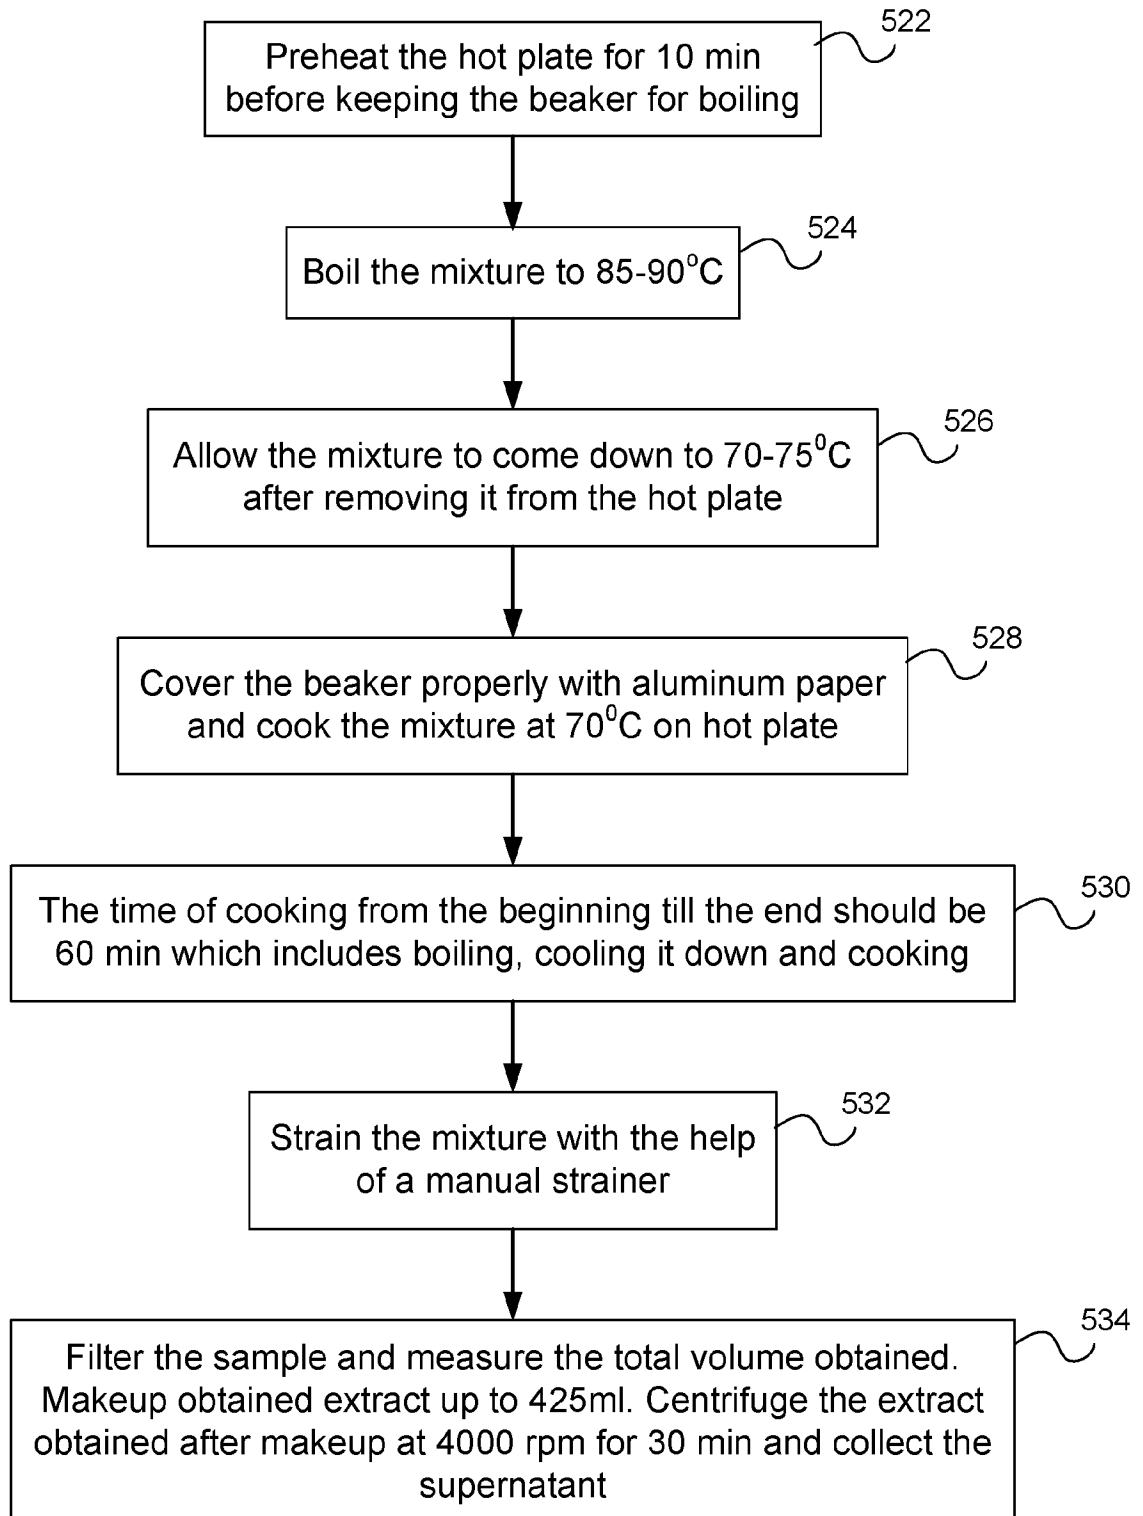 522
Preheat the hot plate for 10 min
before keeping the beaker for boiling
524
Boil the mixture to 85-90°C
526
Allow the mixture to come down to 70-75⁰C
after removing it from the hot plate
528
Cover the beaker properly with aluminum paper
and cook the mixture at 70⁰C on hot plate
530
The time of cooking from the beginning till the end should be
60 min which includes boiling, cooling it down and cooking
532
Strain the mixture with the help
of a manual strainer
534
Filter the sample and measure the total volume obtained.
Makeup obtained extract up to 425ml. Centrifuge the extract
obtained after makeup at 4000 rpm for 30 min and collect the
supernatant